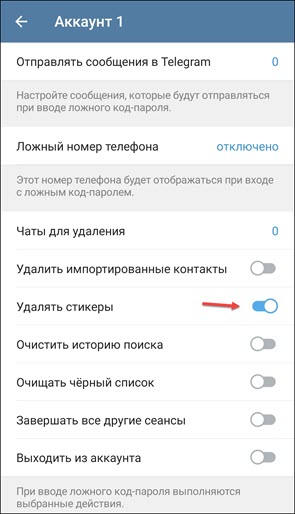 Аккаунт 1
Отправлять сообщения в Telegram 0
Настройте сообщения, которые будут отправляться
при вводе ложного код-пароля.
Ложный номер телефона отключено
Этот номер телефона будет отображаться при входе
с ложным код-паролем.
Чаты для удаления 0
Удалить импортированные контакты
Удалять стикеры
Очистить историю поиска
Очищать чёрный список
Завершать все другие сеансы
Выходить из аккаунта
При вводе ложного код-пароля выполняются
выбранные действия.